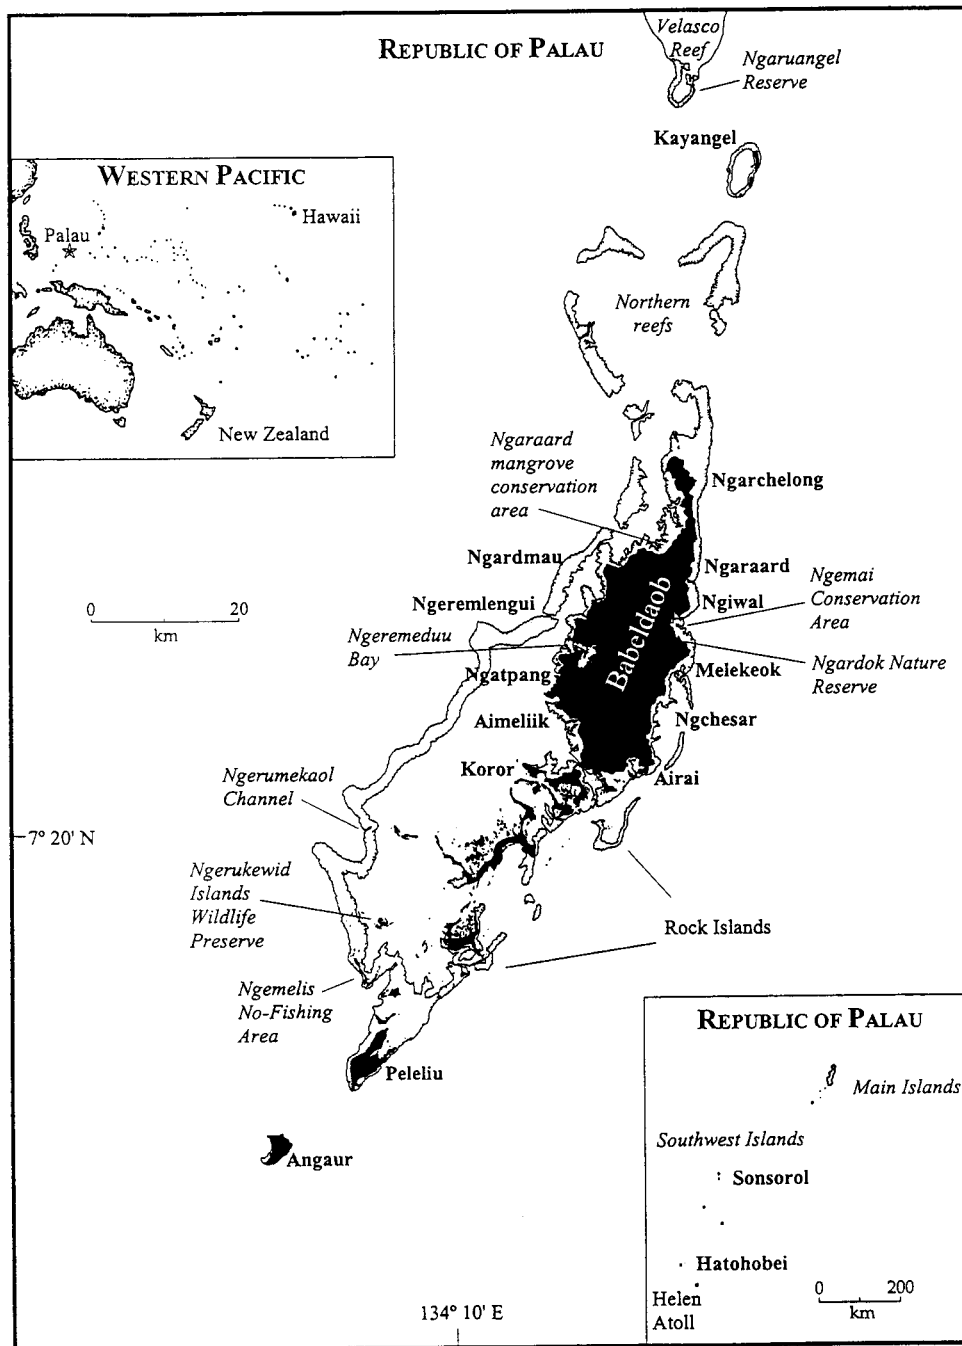 REPUBLIC OF PALAU
Velasco
Reef
Ngaruangel
Reserve
Kayangel
WESTERN PACIFIC
Hawaii
Palau
New Zealand
Northern
reefs
Ngaraard
mangrove
conservation
area
Ngarchelong
Ngardmau
Ngaraard
Ngemai
Conservation
Area
Ngeremlengui
Ngiwal
0 20
km
Ngeremeduu
Bay
Babeldaob
Ngardok Nature
Reserve
Ngatpang
Melekeok
Aimeliik
Ngchesar
Koror
Airai
Ngerumekaol
Channel
7° 20' N
Ngerukewid
Islands
Wildlife
Preserve
Rock Islands
Ngemelis
No-Fishing
Area
Peleliu
Angaur
REPUBLIC OF PALAU
Main Islands
Southwest Islands
Sonsorol
Hatohobei
Helen
Atoll
0 200
km
134° 10' E